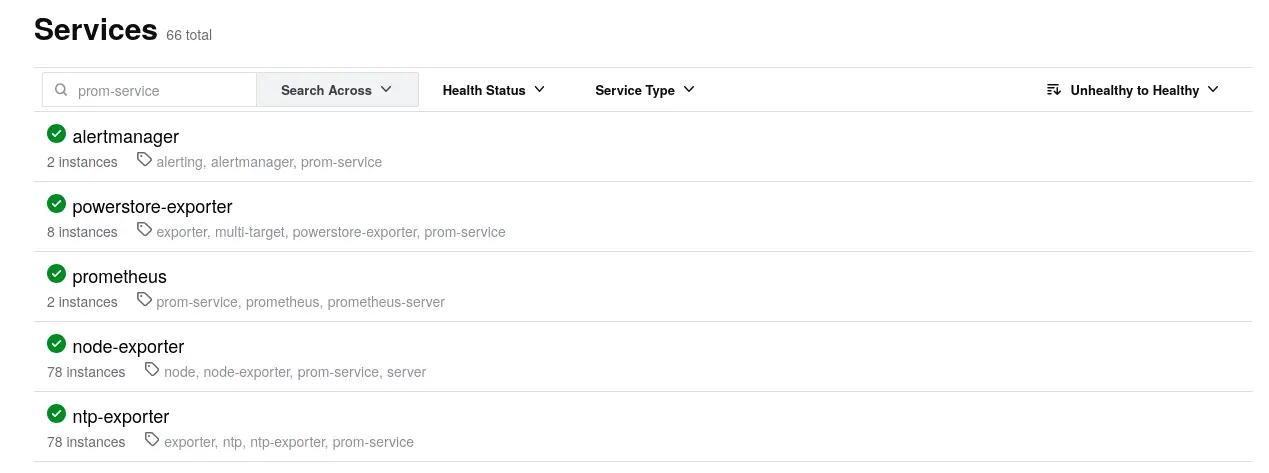 Services 66 total
prom-service Search Across Health Status Service Type Unhealthy to Healthy
alertmanager
2 instances alerting, alertmanager, prom-service
powerstore-exporter
8 instances exporter, multi-target, powerstore-exporter, prom-service
prometheus
2 instances prom-service, prometheus, prometheus-server
node-exporter
78 instances node, node-exporter, prom-service, server
ntp-exporter
78 instances exporter, ntp, ntp-exporter, prom-service